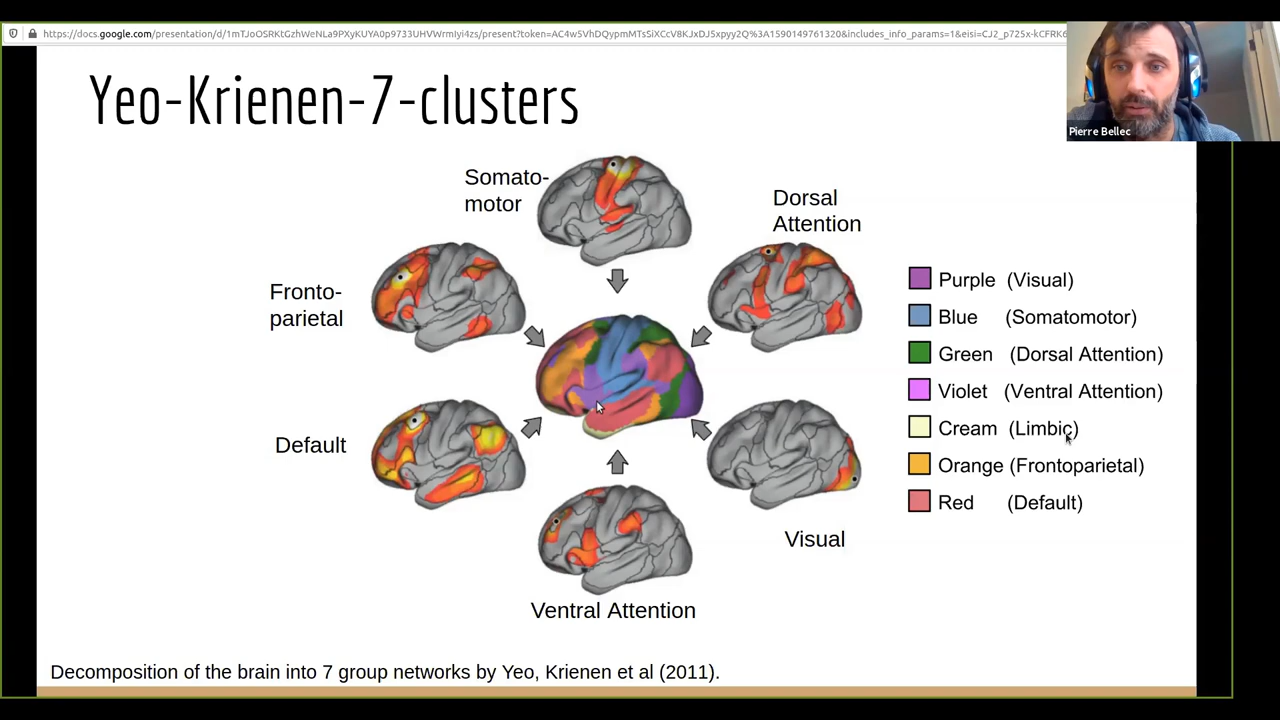 https://docs.google.com/presentation/d/1mTJoOSRKtGzhWeNLa9PXyKUYA0p9733UHVWrmIyi4zs/present?token=AC4w5VhDQypmMTsSiXCcV8KJxDJ5xpyy2Q%3A1590149761320&includes_info_params=1&eisi=CJ2_p725x-kCFRK6
Pierre Bellec
Yeo-Krienen-7-clusters
Somato-
motor
Dorsal
Attention
Fronto-
parietal
Default
Visual
Ventral Attention
Purple (Visual)
Blue (Somatomotor)
Green (Dorsal Attention)
Violet (Ventral Attention)
Cream (Limbic)
Orange (Frontoparietal)
Red (Default)
Decomposition of the brain into 7 group networks by Yeo, Krienen et al (2011).